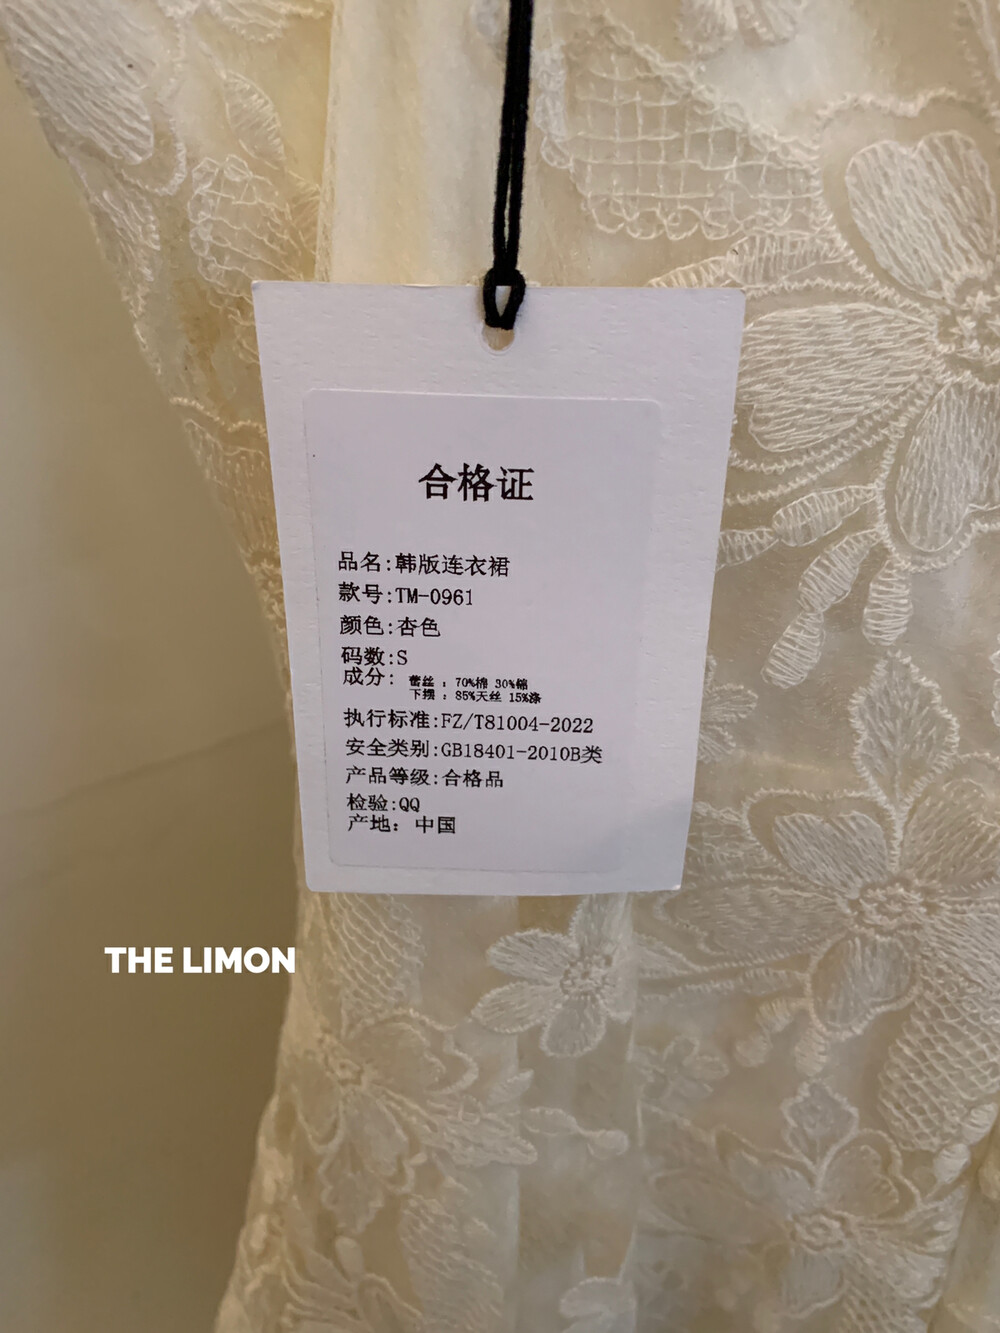 合格证
品名:韩版连衣裙
款号:TM-0961
颜色:杏色
码数:S
成分: 蕾丝 : 70%棉 30%锦
下摆 : 85%天丝 15%涤
执行标准:FZ/T81004-2022
安全类别:GB18401-2010B类
产品等级:合格品
检验:QQ
产地: 中国
THE LIMON